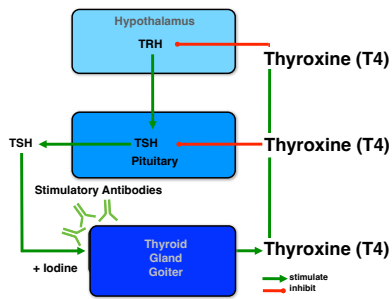 Hypothalamus
TRH
Thyroxine (T4)
TSH
TSH
Pituitary
Thyroxine (T4)
Stimulatory Antibodies
Thyroid
Gland
Goiter
+ Iodine
Thyroxine (T4)
stimulate
inhibit